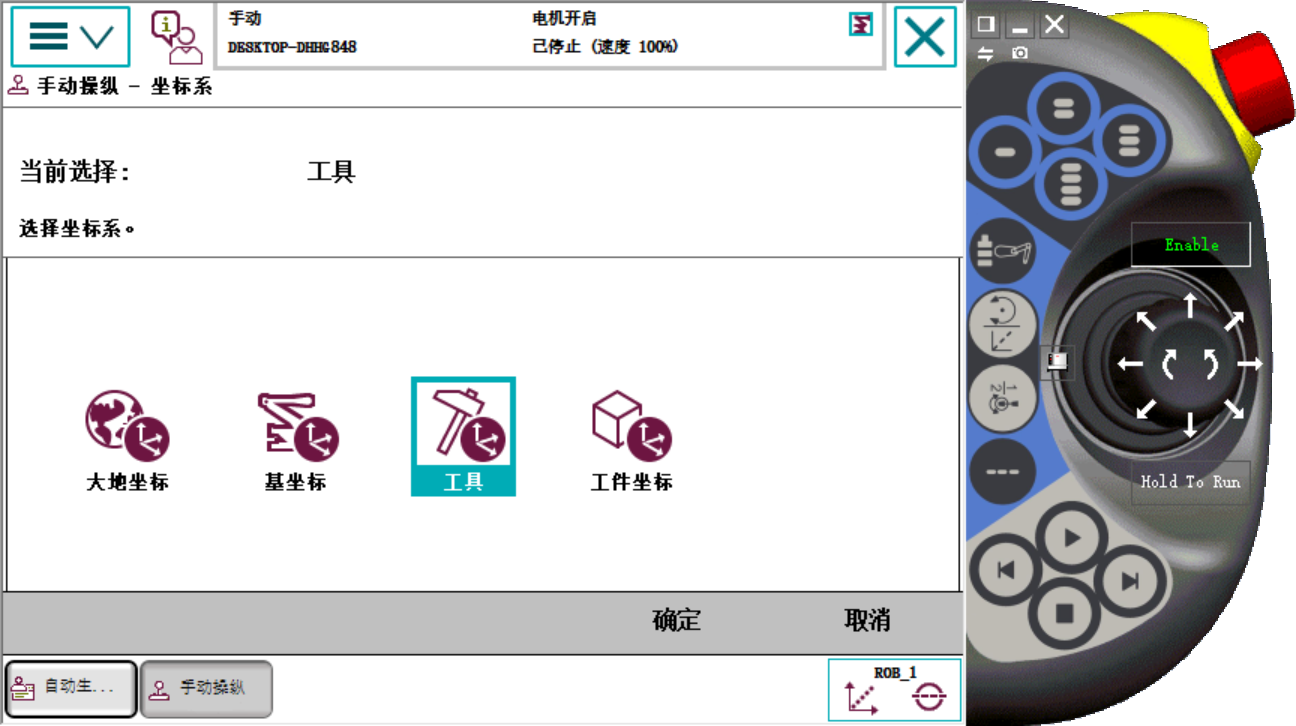 手动
电机开启
DESKTOP-DHHG848
已停止 (速度 100%)
手动操纵 - 坐标系
当前选择:
工具
选择坐标系。
大地坐标
基坐标
工具
工件坐标
确定
取消
自动生...
手动操纵
ROB_1
Enable
Hold To Run